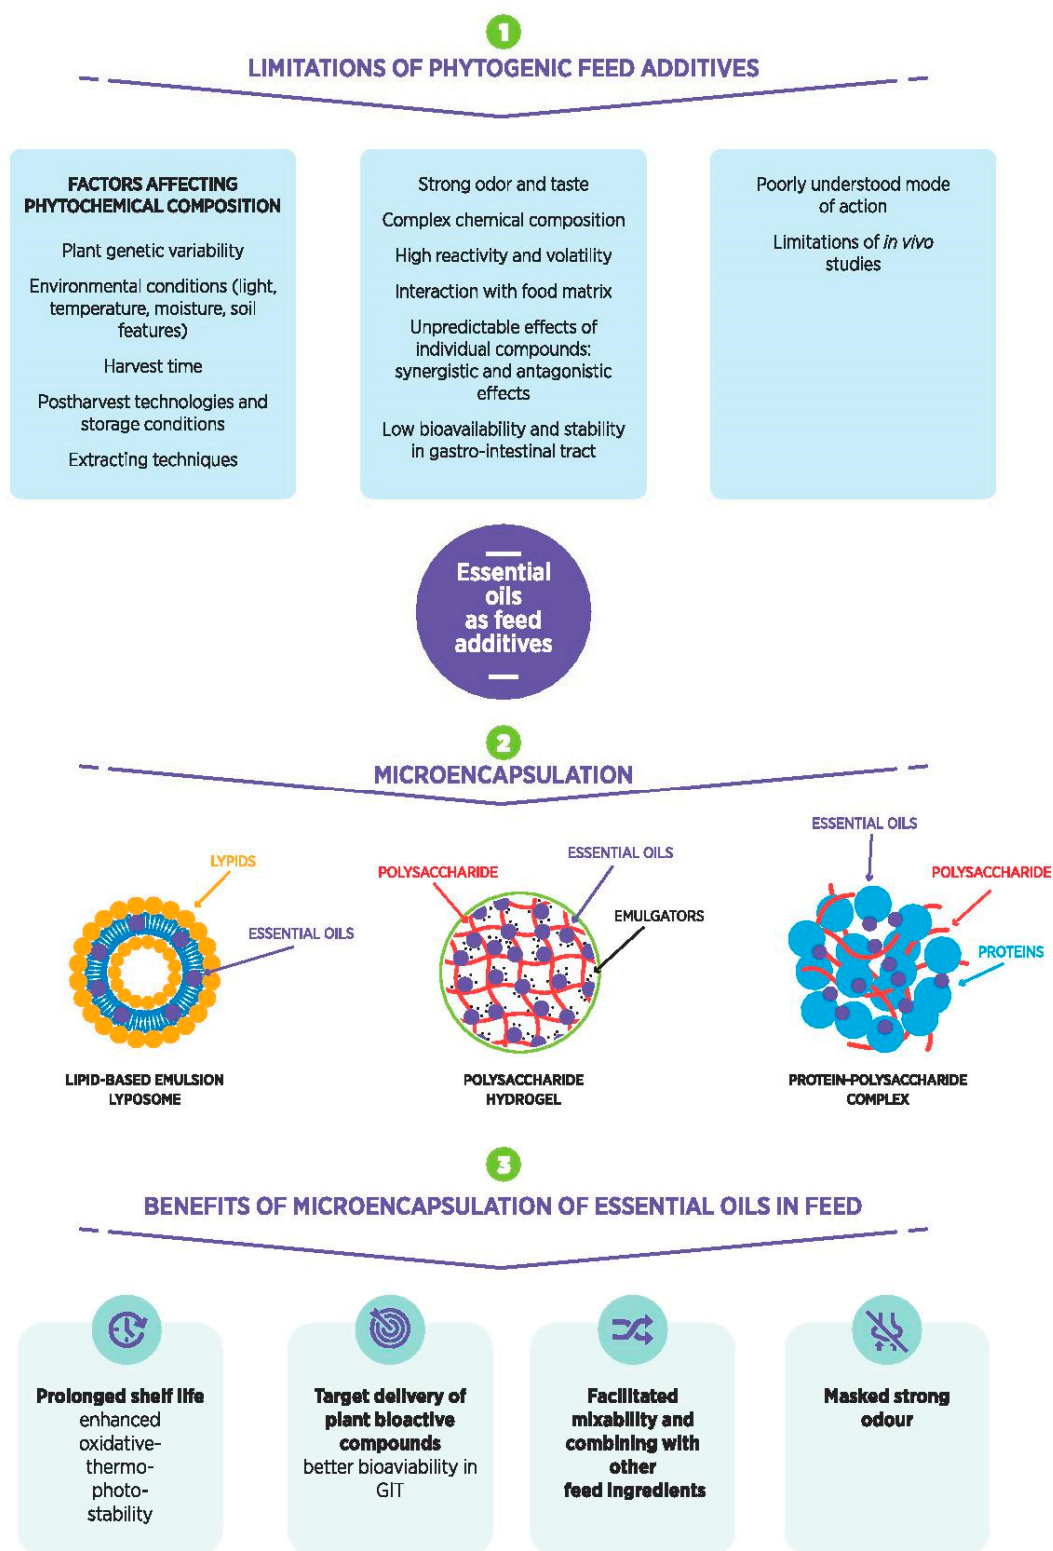 1
LIMITATIONS OF PHYTOGENIC FEED ADDITIVES
FACTORS AFFECTING
PHYTOCHEMICAL COMPOSITION
Plant genetic variability
Environmental conditions (light,
temperature, moisture, soil
features)
Harvest time
Postharvest technologies and
storage conditions
Extracting techniques
Strong odor and taste
Complex chemical composition
High reactivity and volatility
Interaction with food matrix
Unpredictable effects of
individual compounds:
synergistic and antagonistic
effects
Low bioavailability and stability
in gastro-intestinal tract
Poorly understood mode
of action
Limitations of in vivo
studies
Essential
oils
as feed
additives
2
MICROENCAPSULATION
LYPIDS
ESSENTIAL OILS
LIPID-BASED EMULSION
LYPOSOME
POLYSACCHARIDE
ESSENTIAL OILS
EMULGATORS
POLYSACCHARIDE
HYDROGEL
ESSENTIAL OILS
POLYSACCHARIDE
PROTEINS
PROTEIN-POLYSACCHARIDE
COMPLEX
3
BENEFITS OF MICROENCAPSULATION OF ESSENTIAL OILS IN FEED
Prolonged shelf life
enhanced
oxidative-
thermo-
photo-
stability
Target delivery of
plant bioactive
compounds
better bioaviability in
GIT
Facilitated
mixability and
combining with
other
feed ingredients
Masked strong
odour